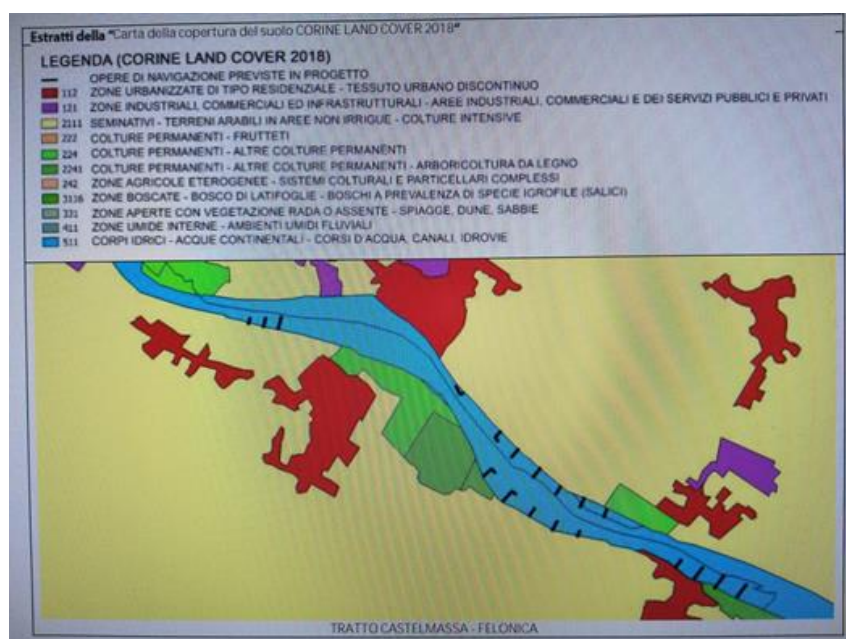 Estratti della "Carta della copertura del suolo CORINE LAND COVER 2018"
LEGENDA (CORINE LAND COVER 2018)
OPERE DI NAVIGAZIONE PREVISTE IN PROGETTO
112 ZONE URBANIZZATE DI TIPO RESIDENZIALE - TESSUTO URBANO DISCONTINUO
121 ZONE INDUSTRIALI, COMMERCIALI ED INFRASTRUTTURALI - AREE INDUSTRIALI, COMMERCIALI E DEI SERVIZI PUBBLICI E PRIVATI
2111 SEMINATIVI - TERRENI ARABILI IN AREE NON IRRIGUE - COLTURE INTENSIVE
222 COLTURE PERMANENTI - FRUTTETI
224 COLTURE PERMANENTI - ALTRE COLTURE PERMANENTI
2241 COLTURE PERMANENTI - ALTRE COLTURE PERMANENTI - ARBORICOLTURA DA LEGNO
242 ZONE AGRICOLE ETEROGENEE - SISTEMI COLTURALI E PARTICELLARI COMPLESSI
3116 ZONE BOSCATE - BOSCO DI LATIFOGLIE - BOSCHI A PREVALENZA DI SPECIE IGROFILE (SALICI)
331 ZONE APERTE CON VEGETAZIONE RADA O ASSENTE - SPIAGGE, DUNE, SABBIE
411 ZONE UMIDE INTERNE - AMBIENTI UMIDI FLUVIALI
511 CORPI IDRICI - ACQUE CONTINENTALI - CORSI D'ACQUA, CANALI, IDROVIE
TRATTO CASTELMASSA - FELONICA